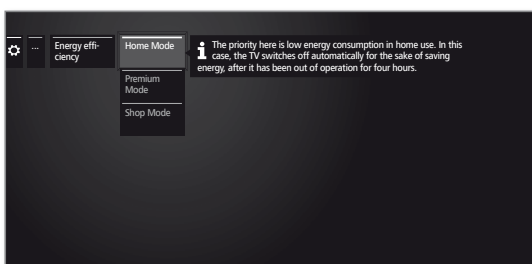 ...
Energy effi-
ciency
Home Mode
The priority here is low energy consumption in home use. In this
case, the TV switches off automatically for the sake of saving
energy, after it has been out of operation for four hours.
Premium
Mode
Shop Mode